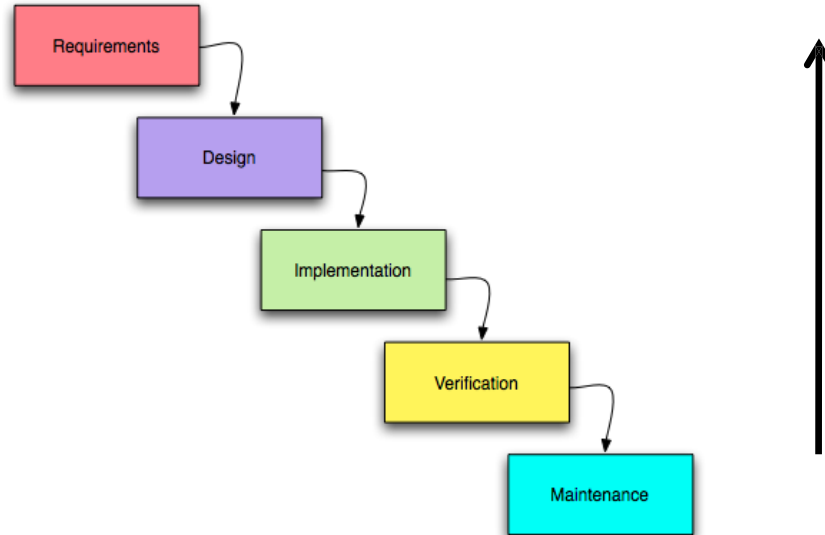 Requirements
Design
Implementation
Verification
Maintenance